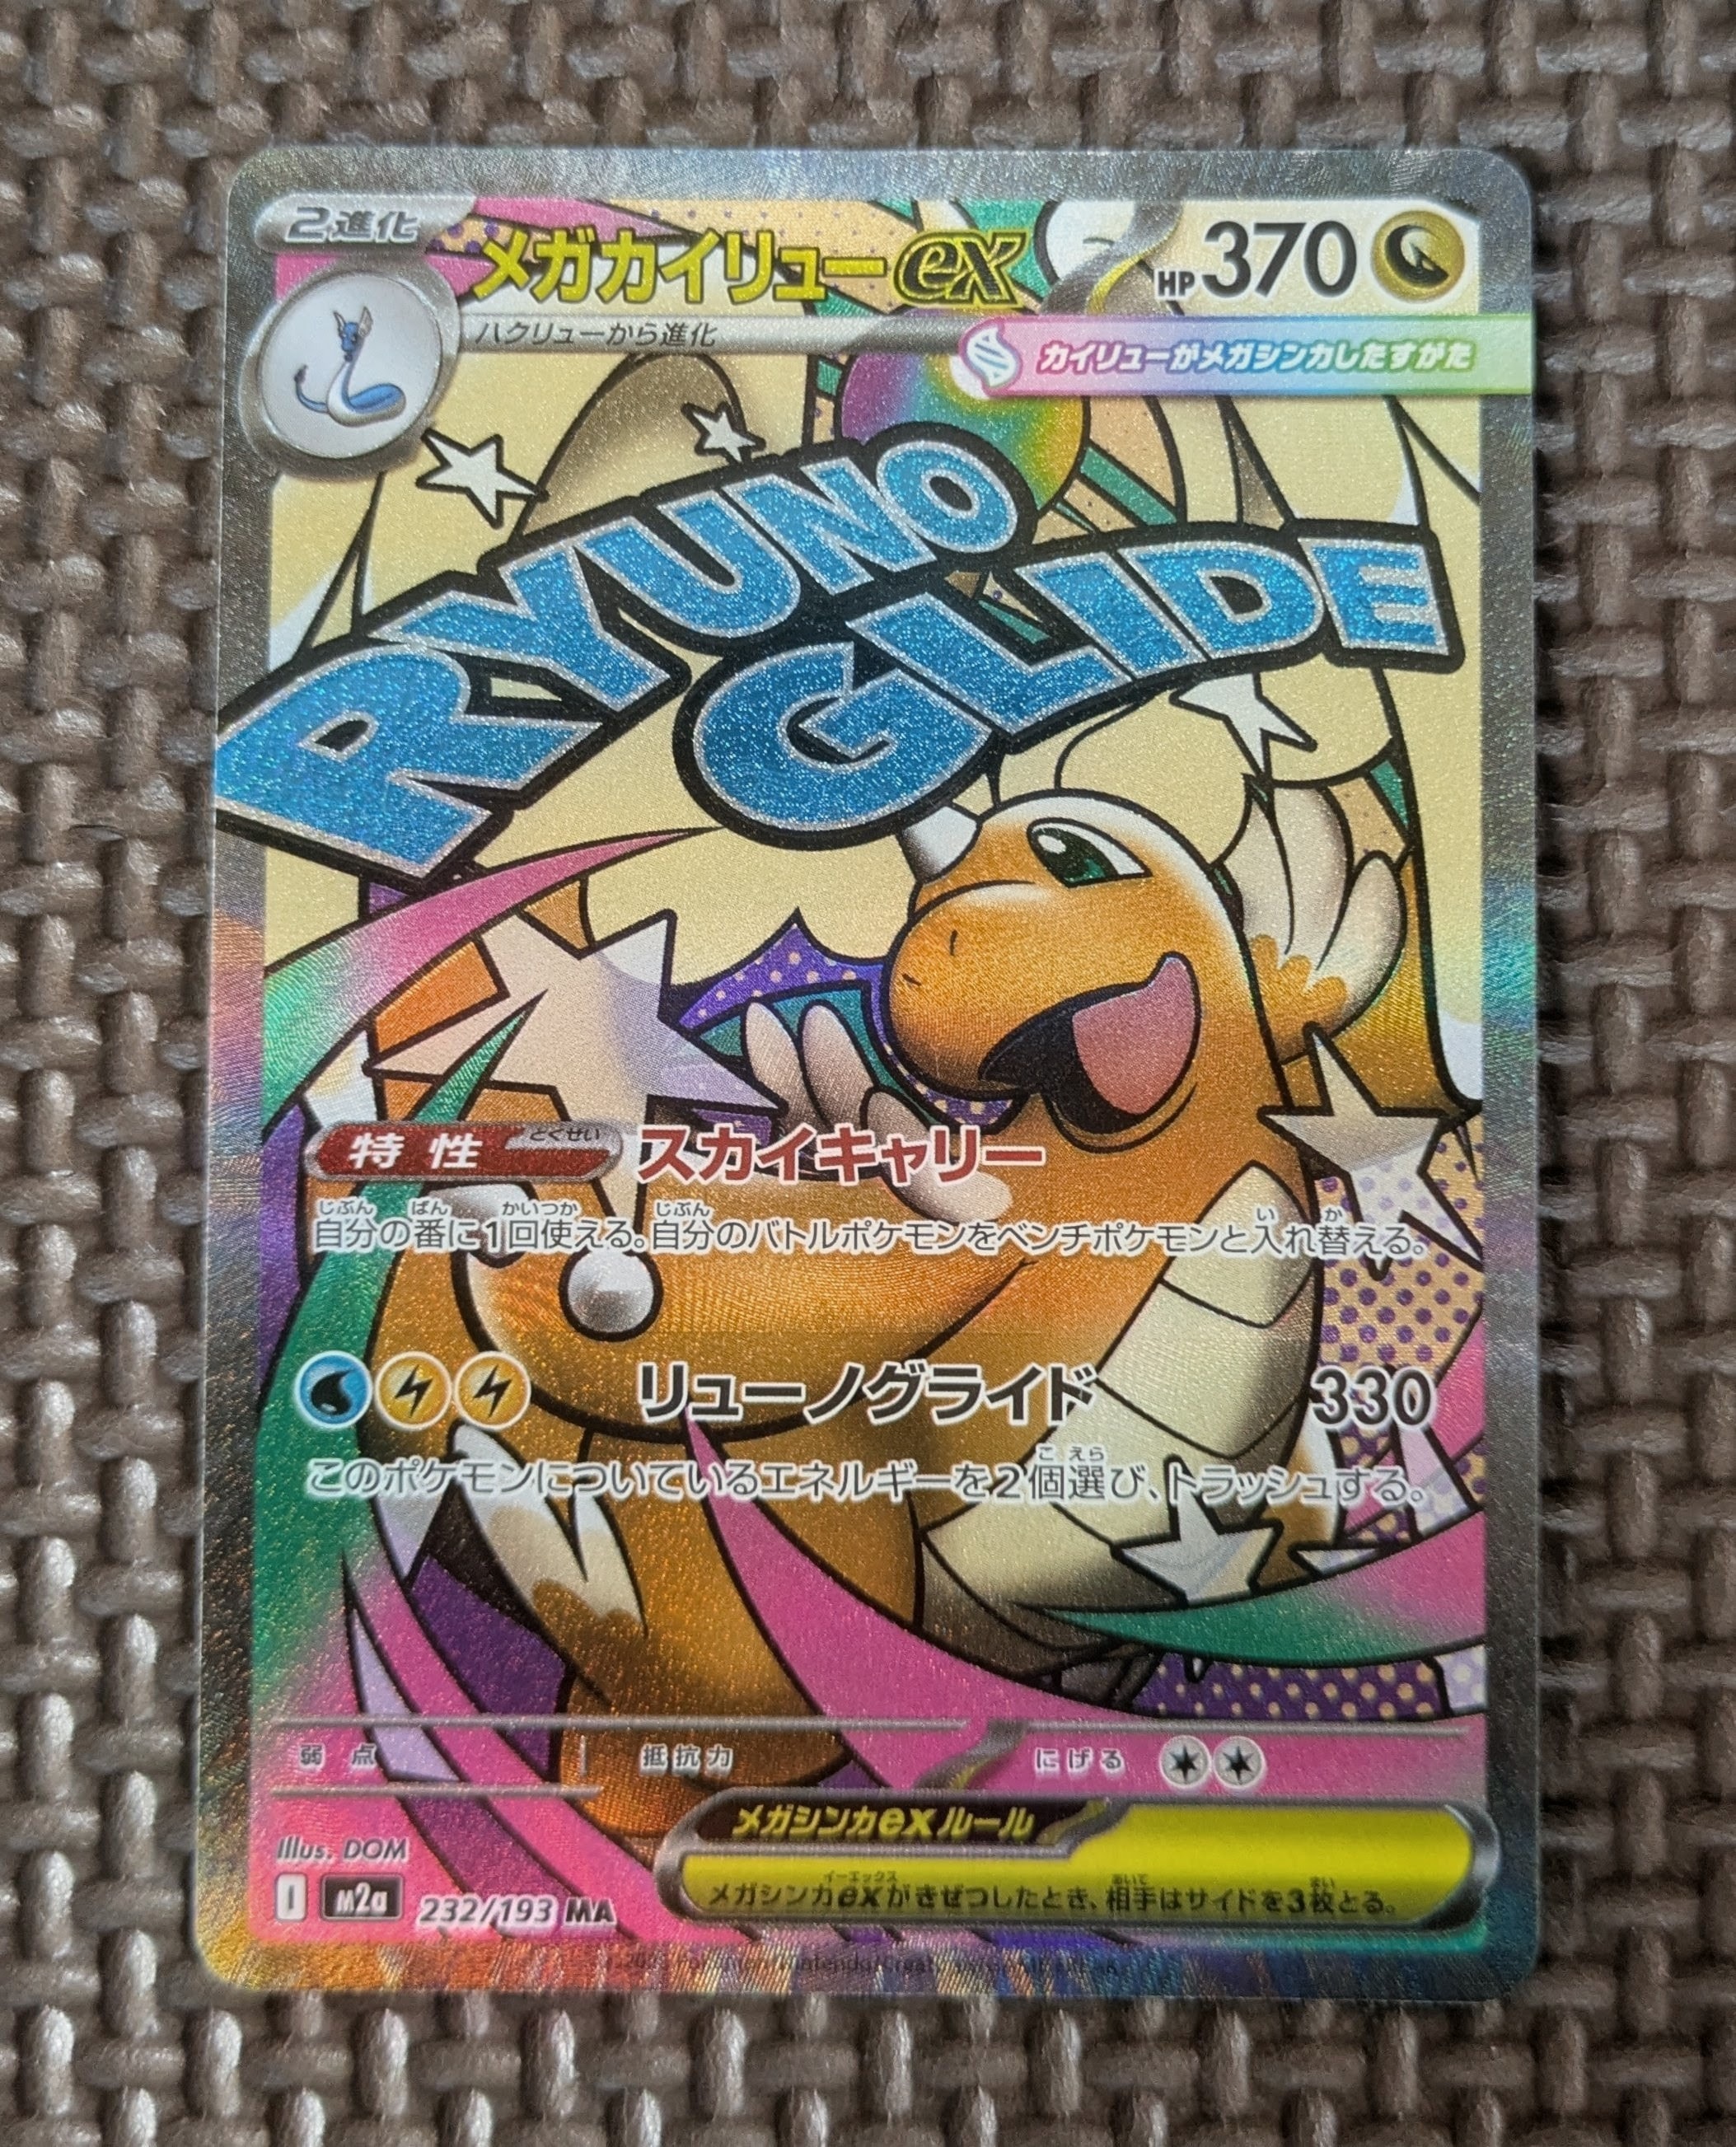 2進化
メガカイリューex
HP370
ハクリューから進化
カイリューがメガシンカしたすがた
RYUNO
GLIDE
特性 とくせい スカイキャリー
じぶん ばん かいつか じぶん い か
自分の番に1回使える。自分のバトルポケモンをベンチポケモンと入れ替える。
リューノグライド 330
こ えら
このポケモンについているエネルギーを2個選び、トラッシュする。
弱点 抵抗力 にげる
メガシンカexルール
イーエックス あいて まい
メガシンカexがきぜつしたとき、相手はサイドを3枚とる。
Illus. DOM
I M2a 232/193 MA